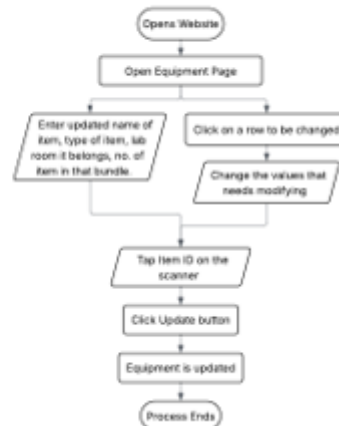 Opens Website
Open Equipment Page
Enter updated name of
item, type of item, lab
room it belongs, no. of
item in that bundle.
Click on a row to be changed
Change the values that
needs modifying
Tap Item ID on the
scanner
Click Update button
Equipment is updated
Process Ends